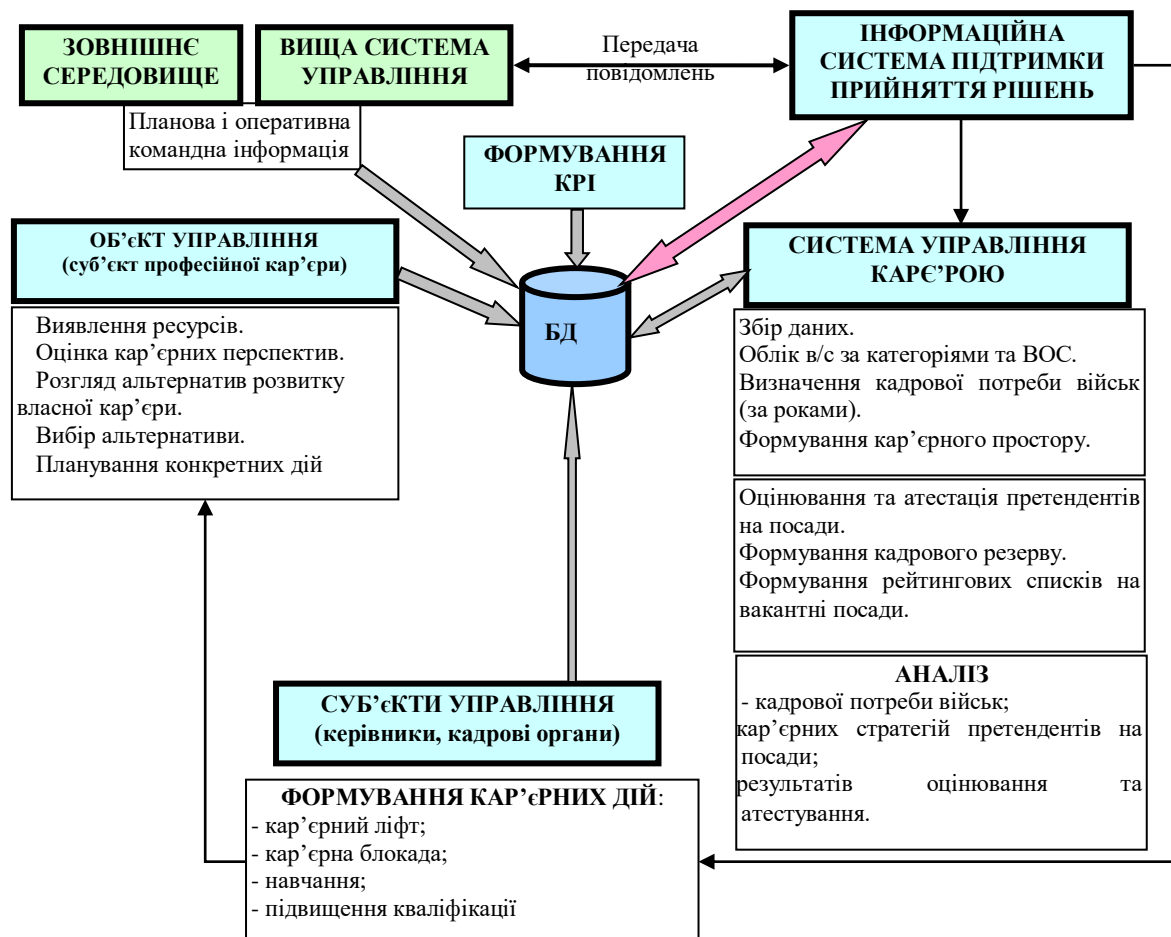 ЗОВНІШНЄ
СЕРЕДОВИЩЕ
ВИЩА СИСТЕМА
УПРАВЛІННЯ
Передача
повідомлень
ІНФОРМАЦІЙНА
СИСТЕМА ПІДТРИМКИ
ПРИЙНЯТТЯ РІШЕНЬ
Планова і оперативна
командна інформація
ФОРМУВАННЯ
КРІ
ОБ’єКТ УПРАВЛІННЯ
(суб’єкт професійної кар’єри)
Виявлення ресурсів.
Оцінка кар’єрних перспектив.
Розгляд альтернатив розвитку
власної кар’єри.
Вибір альтернативи.
Планування конкретних дій
БД
СИСТЕМА УПРАВЛІННЯ
КАРЄ’РОЮ
Збір даних.
Облік в/с за категоріями та ВОС.
Визначення кадрової потреби військ
(за роками).
Формування кар’єрного простору.
Оцінювання та атестація претендентів
на посади.
Формування кадрового резерву.
Формування рейтингових списків на
вакантні посади.
АНАЛІЗ
- кадрової потреби військ;
кар’єрних стратегій претендентів на
посади;
результатів оцінювання та
атестування.
СУБ’єКТИ УПРАВЛІННЯ
(керівники, кадрові органи)
ФОРМУВАННЯ КАР’єРНИХ ДІЙ:
- кар’єрний ліфт;
- кар’єрна блокада;
- навчання;
- підвищення кваліфікації